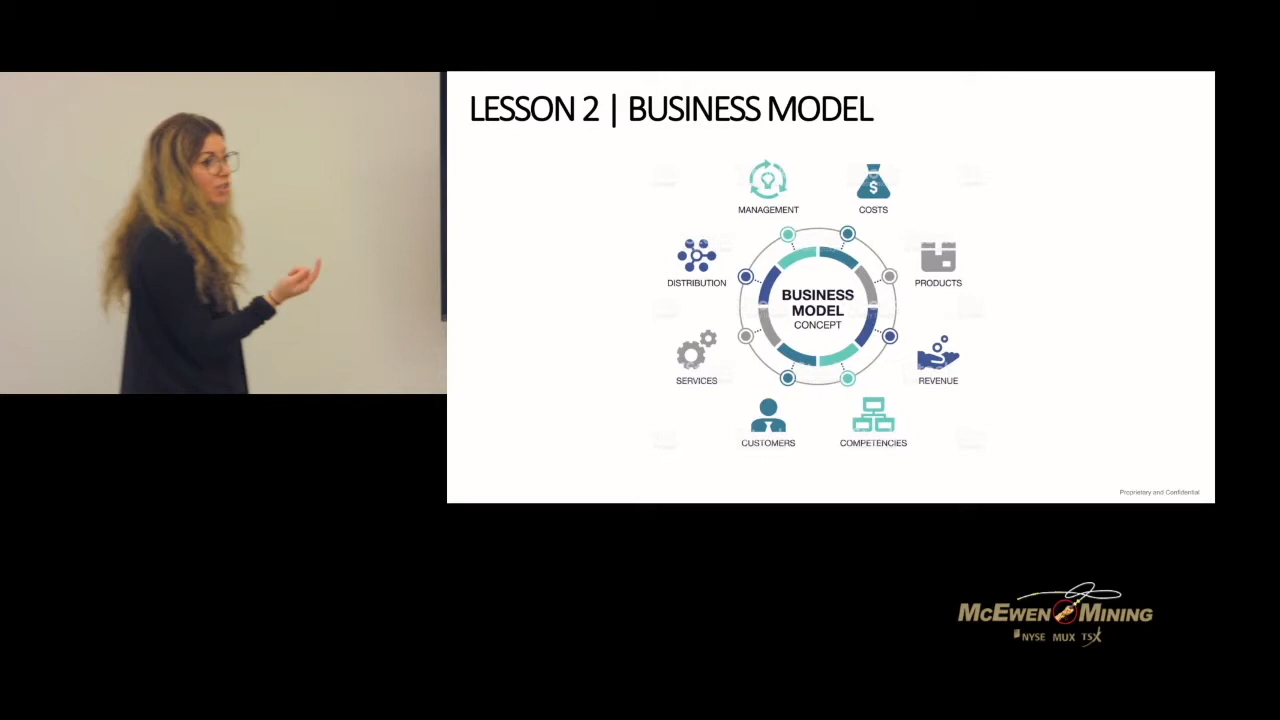 LESSON 2 | BUSINESS MODEL
MANAGEMENT
COSTS
DISTRIBUTION
PRODUCTS
BUSINESS
MODEL
CONCEPT
SERVICES
REVENUE
CUSTOMERS
COMPETENCIES
Proprietary and Confidential
MCEWEN MINING
NYSE MUX TSX